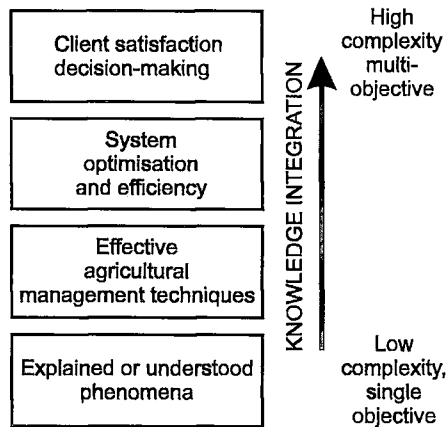 Client satisfaction
decision-making
System
optimisation
and efficiency
Effective
agricultural
management techniques
Explained or understood
phenomena
KNOWLEDGE INTEGRATION
High
complexity
multi-
objective
Low
complexity,
single
objective